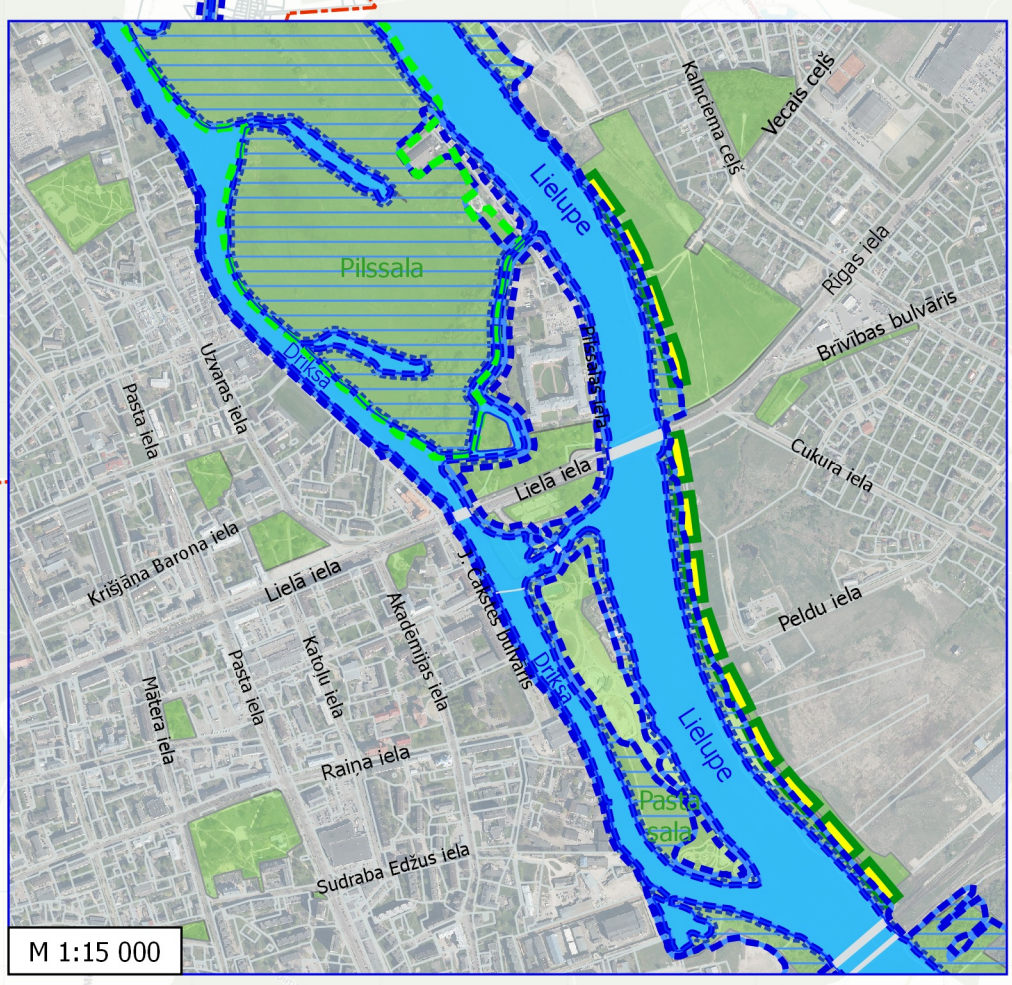 Kalnciema ceļš
Vecais ceļš
Lielupe
Rīgas iela
Pilssala
Brīvības bulvāris
Pilssalas iela
Driksa
Uzvaras iela
Pasta iela
Cukura iela
Lielā iela
Krišjāņa Barona iela
Lielā iela
J. Čakstes bulvāris
Akadēmijas iela
Peldu iela
Katoļu iela
Pasta iela
Driksa
Mātera iela
Lielupe
Raiņa iela
Pasta
sala
Sudraba Edžus iela
M 1:15 000